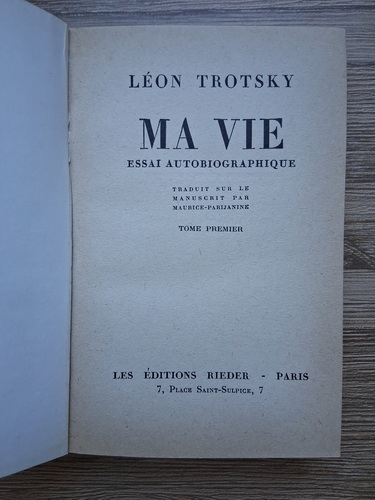 LÉON TROTSKY
MA VIE
ESSAI AUTOBIOGRAPHIQUE
TRADUIT SUR LE
MANUSCRIT PAR
MAURICE-PARIJANINE
TOME PREMIER
LES ÉDITIONS RIEDER - PARIS
7, PLACE SAINT-SULPICE, 7